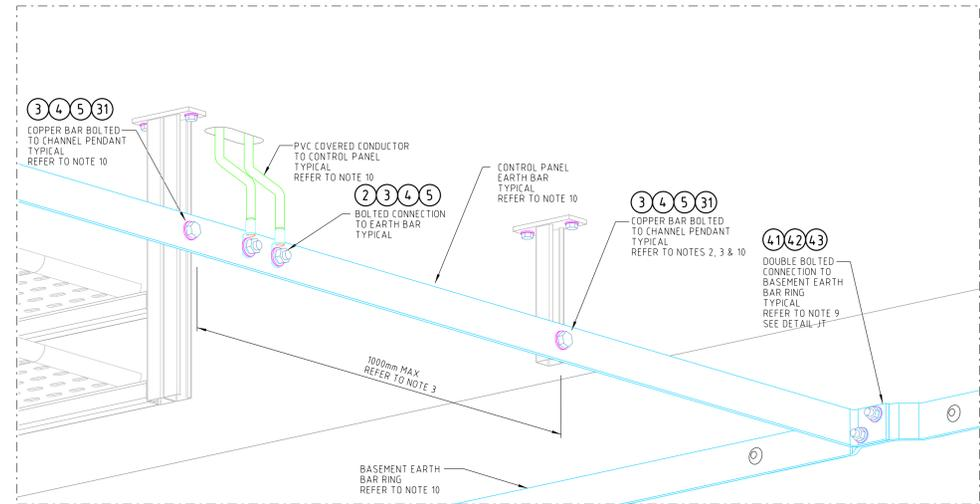 3 4 5 31
COPPER BAR BOLTED
TO CHANNEL PENDANT
TYPICAL
REFER TO NOTE 10
PVC COVERED CONDUCTOR
TO CONTROL PANEL
TYPICAL
REFER TO NOTE 10
2 3 4 5
BOLTED CONNECTION
TO EARTH BAR
TYPICAL
CONTROL PANEL
EARTH BAR
TYPICAL
REFER TO NOTE 10
3 4 5 31
COPPER BAR BOLTED
TO CHANNEL PENDANT
TYPICAL
REFER TO NOTES 2, 3 & 10
41 42 43
DOUBLE BOLTED
CONNECTION TO
BASEMENT EARTH
BAR RING
TYPICAL
REFER TO NOTE 9
SEE DETAIL JT
1000mm MAX
REFER TO NOTE 3
BASEMENT EARTH
BAR RING
REFER TO NOTE 10